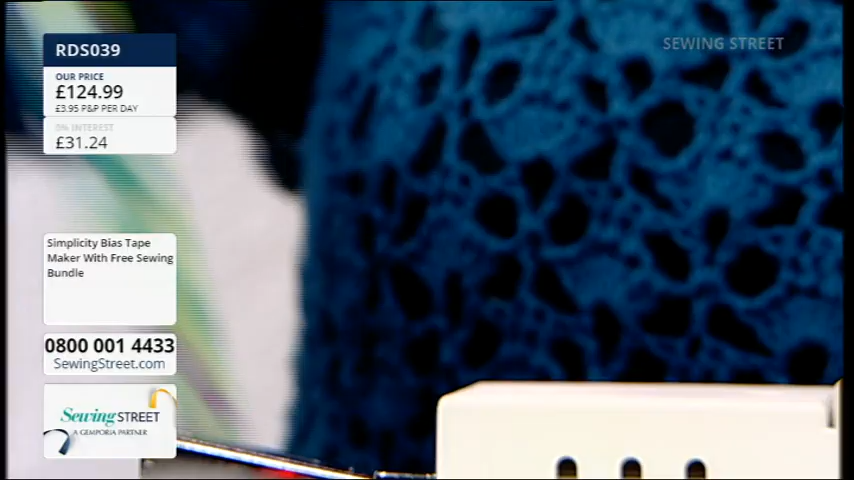 RDS039
SEWING STREET
OUR PRICE
£124.99
£3.95 P&P PER DAY
0% INTEREST
£31.24
Simplicity Bias Tape
Maker With Free Sewing
Bundle
0800 001 4433
SewingStreet.com
Sewing STREET
A GEMPORIA PARTNER